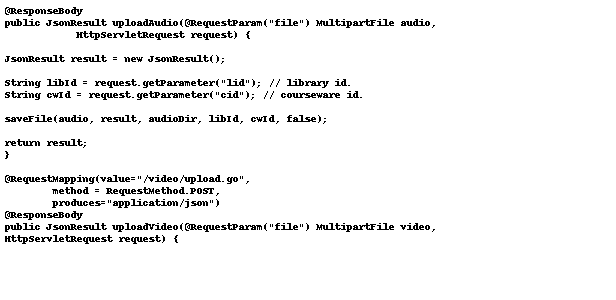 @ResponseBody
public JsonResult uploadAudio(@RequestParam("file") MultipartFile audio,
HttpServletRequest request) {
JsonResult result = new JsonResult();
String libId = request.getParameter("lid"); // library id.
String cwId = request.getParameter("cid"); // courseware id.
saveFile(audio, result, audioDir, libId, cwId, false);
return result;
}
@RequestMapping(value="/video/upload.go",
method = RequestMethod.POST,
produces="application/json")
@ResponseBody
public JsonResult uploadVideo(@RequestParam("file") MultipartFile video,
HttpServletRequest request) {